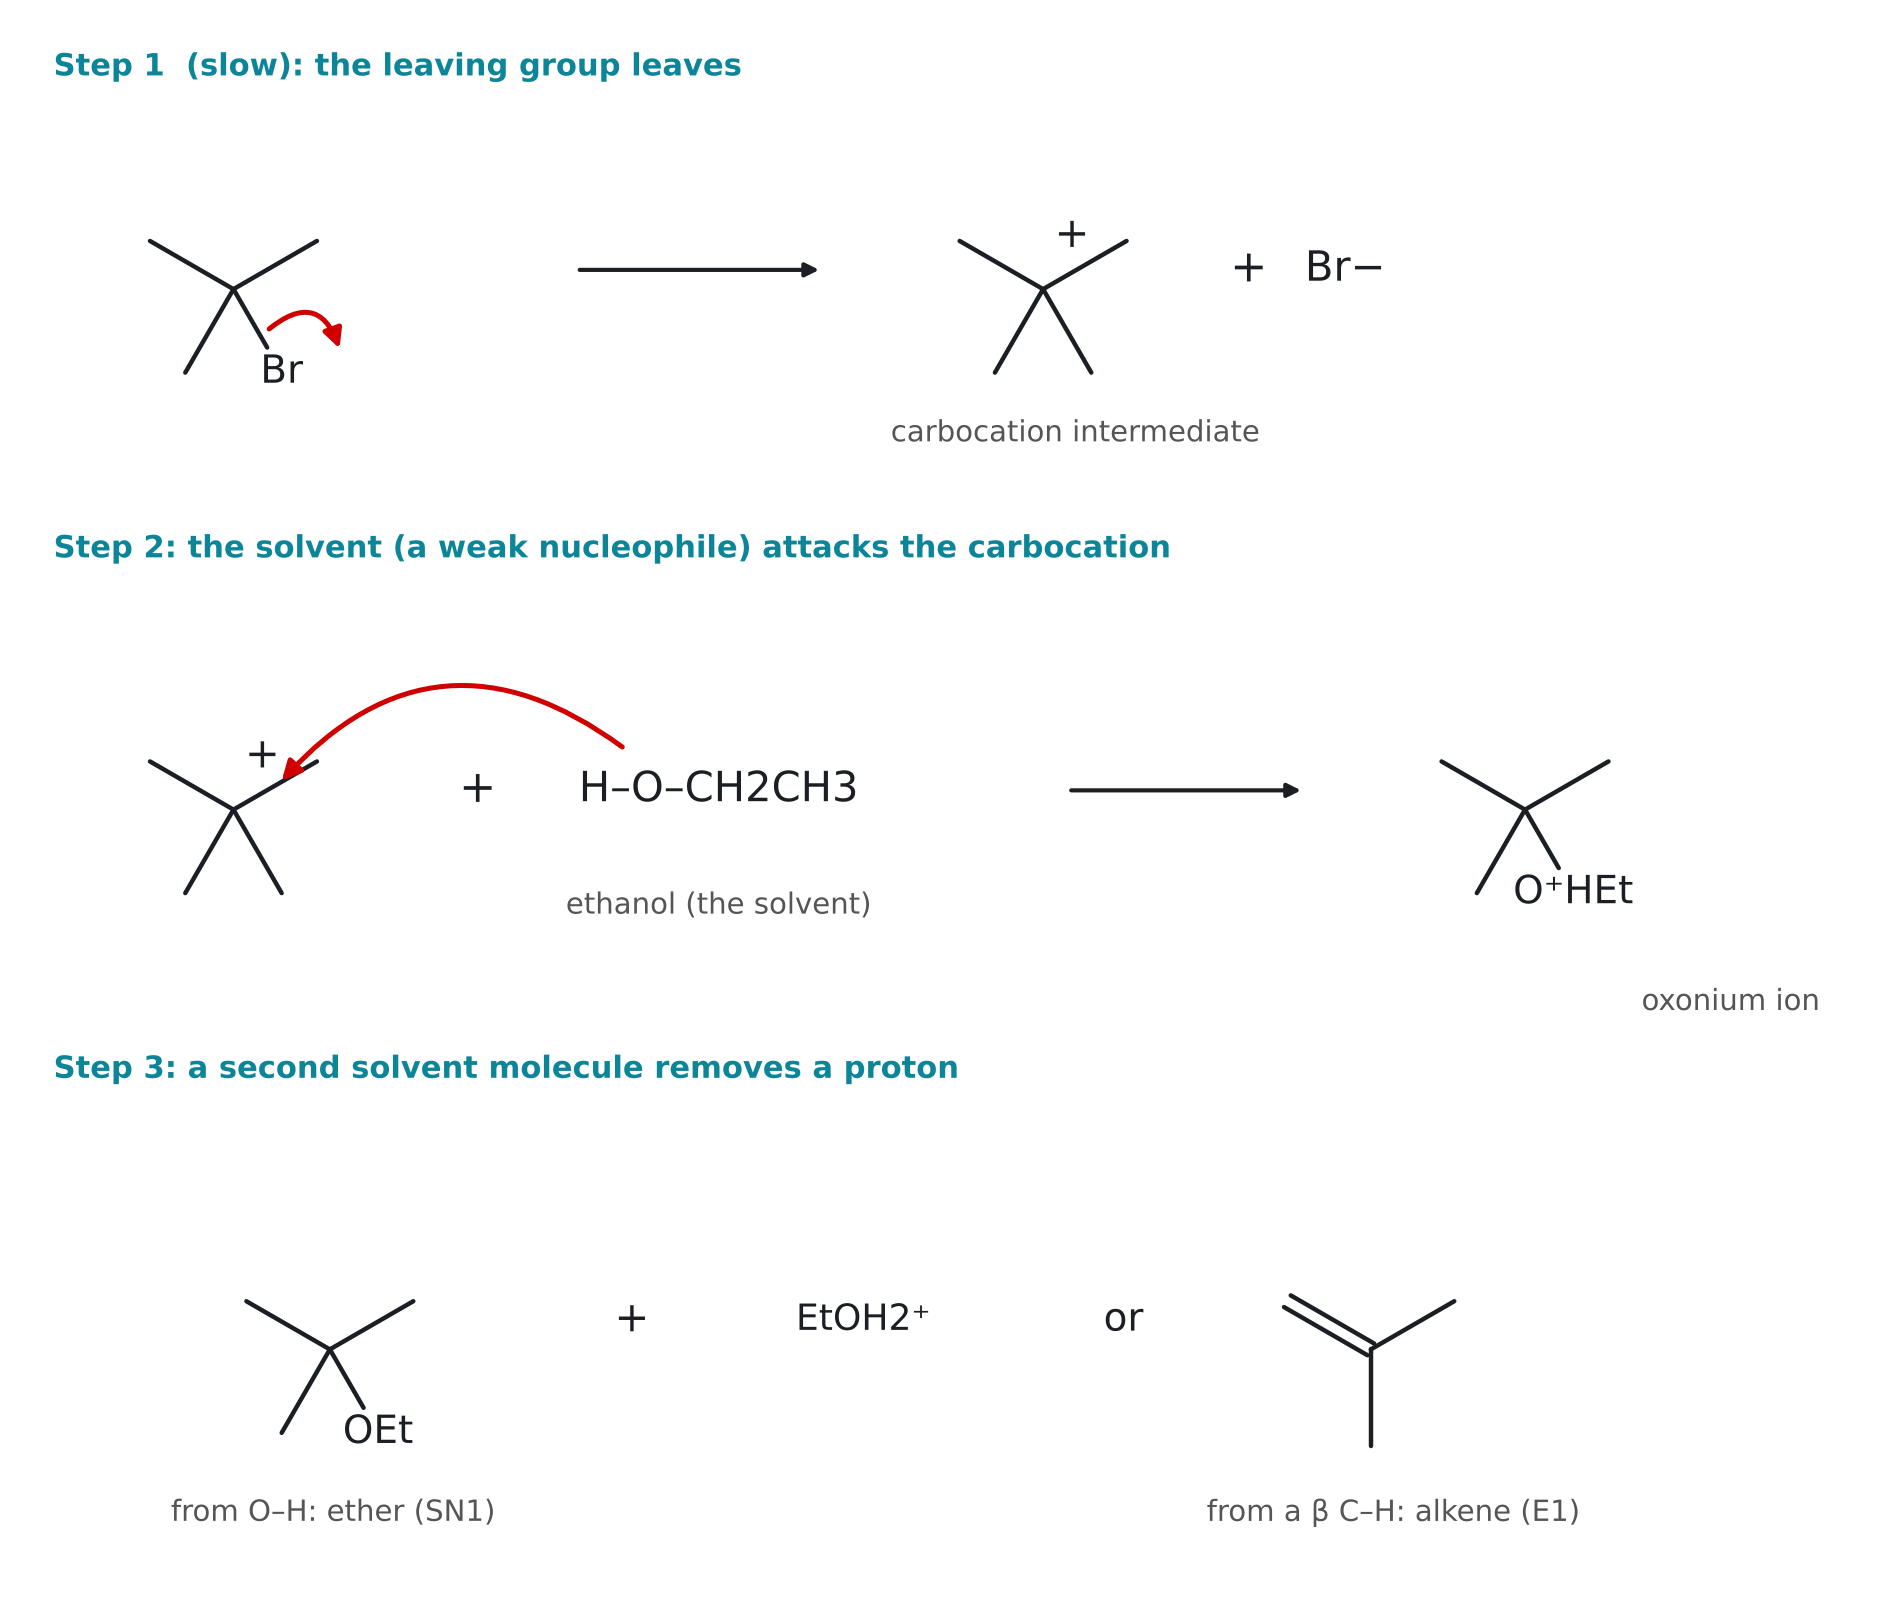 Step 1  (slow): the leaving group leaves
+
Br
+ Br−
carbocation intermediate
Step 2: the solvent (a weak nucleophile) attacks the carbocation
+
+
H–O–CH2CH3
O⁺HEt
ethanol (the solvent)
oxonium ion
Step 3: a second solvent molecule removes a proton
+
EtOH2⁺
or
OEt
from O–H: ether (SN1)
from a β C–H: alkene (E1)